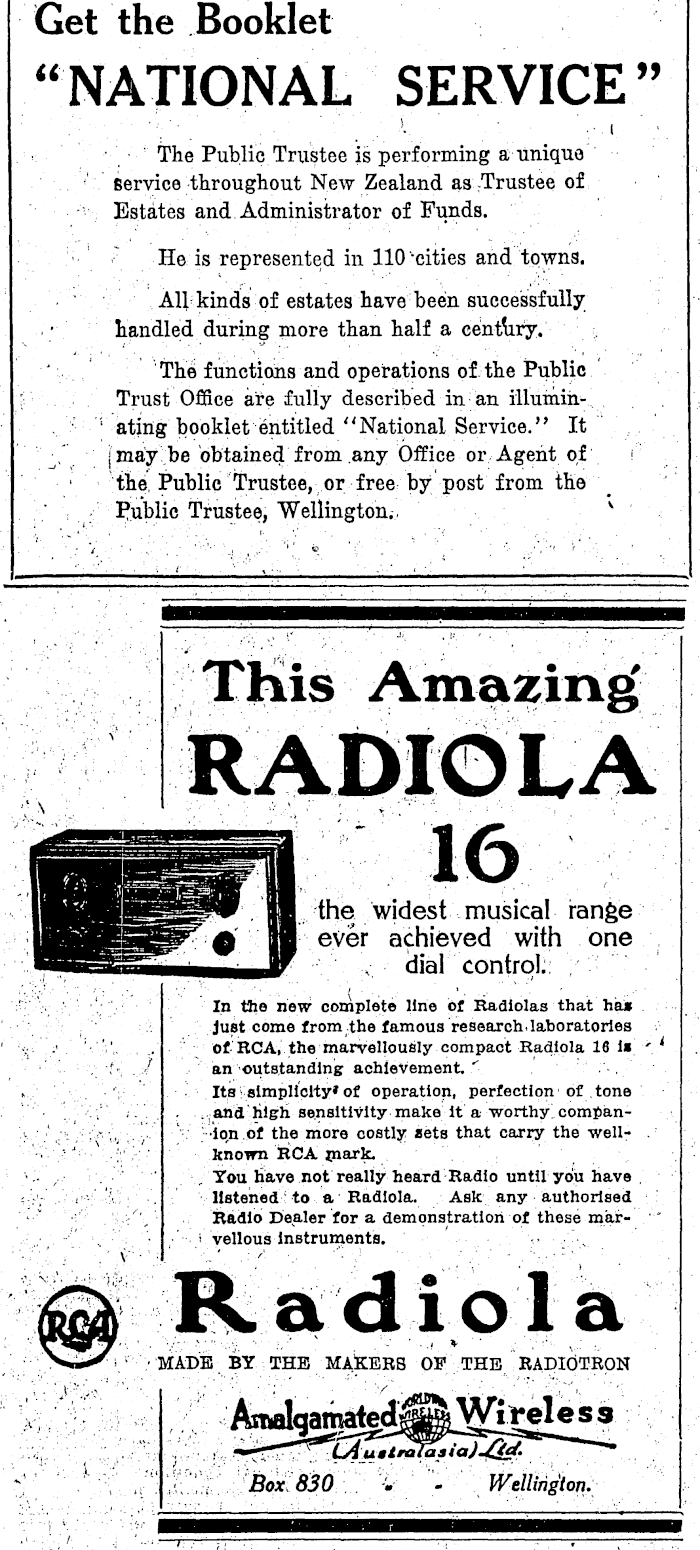 Get the Booklet
“NATIONAL SERVICE”
The Public Trustee is performing a unique
service throughout New Zealand as Trustee of
Estates and Administrator of Funds.
He is represented in 110 cities and towns.
All kinds of estates have been successfully
handled during more than half a century.
The functions and operations of the Public
Trust Office are fully described in an illumin-
ating booklet entitled “National Service.” It
may be obtained from any Office or Agent of
the Public Trustee, or free by post from the
Public Trustee, Wellington.
This Amazing
RADIOLA
16
the widest musical range
ever achieved with one
dial control.
In the new complete line of Radiolas that has
just come from the famous research laboratories
of RCA, the marvellously compact Radiola 16 is
an outstanding achievement.
Its simplicity of operation, perfection of tone
and high sensitivity make it a worthy compan-
ion of the more costly sets that carry the well-
known RCA mark.
You have not really heard Radio until you have
listened to a Radiola. Ask any authorised
Radio Dealer for a demonstration of these mar-
vellous instruments.
Radiola
RCA
MADE BY THE MAKERS OF THE RADIOTRON
Amalgamated WORLDWIDE WIRELESS Wireless
(Australasia) Ltd.
Box 830 - - Wellington.